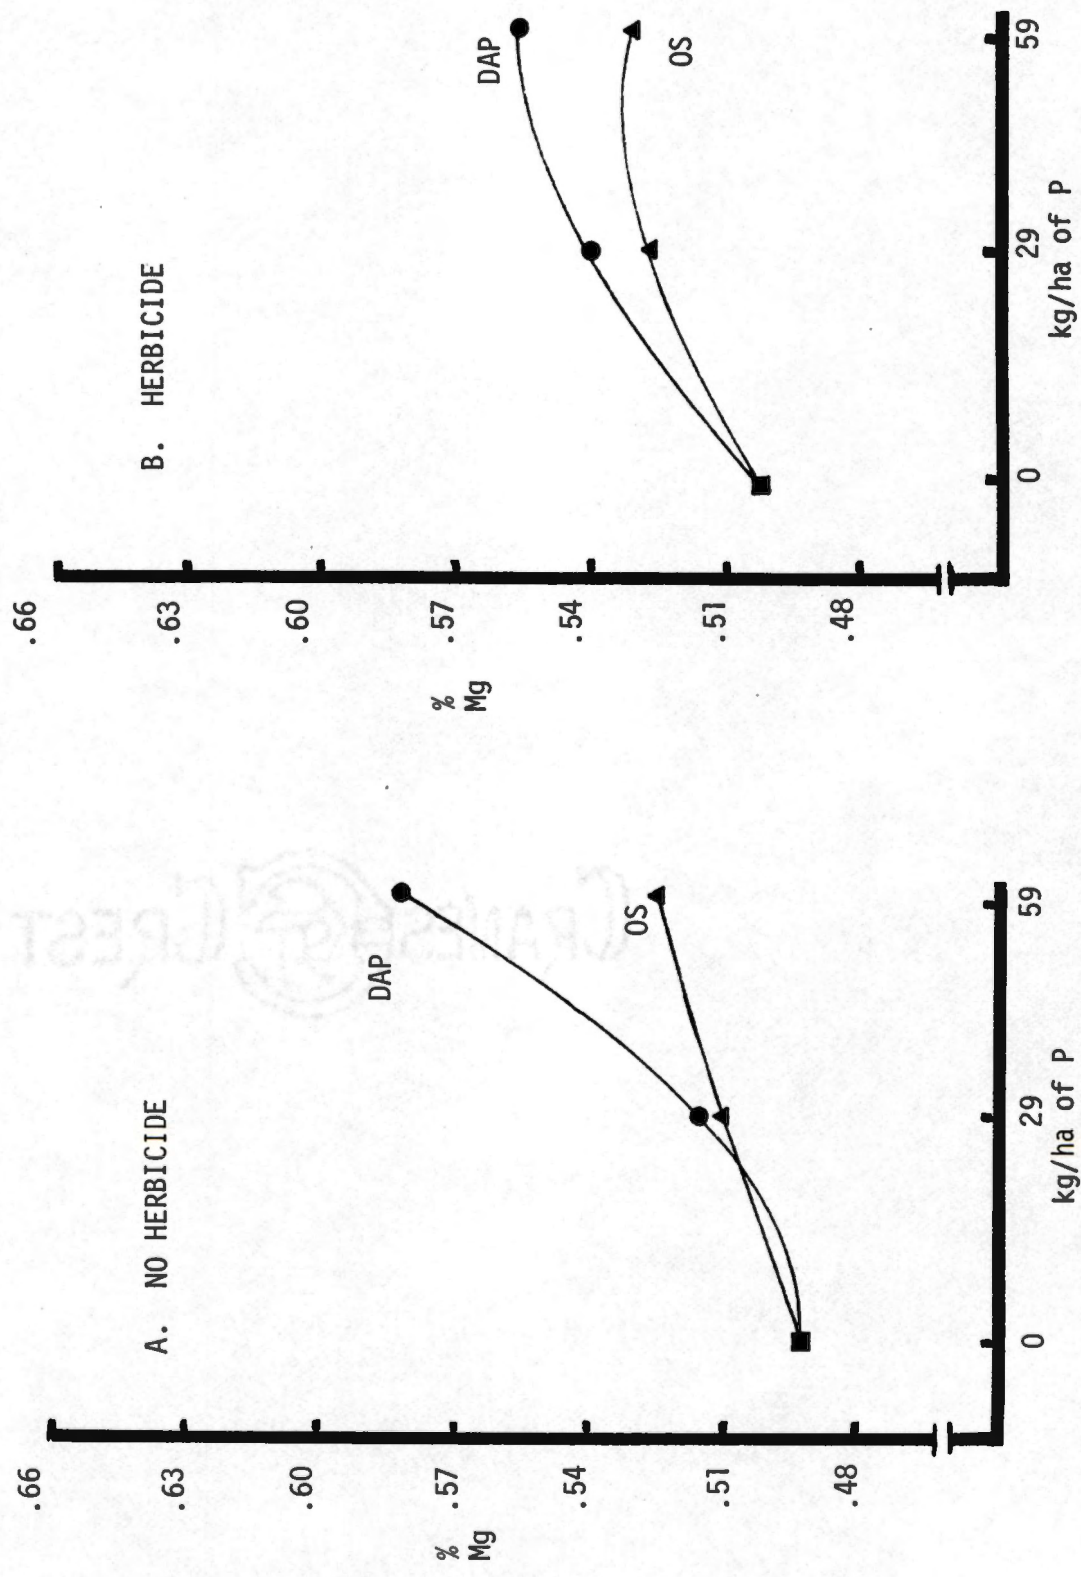 A. NO HERBICIDE
.66
.63
.60
.57
.54
.51
.48
%
Mg
DAP
OS
0
29
59
kg/ha of P
B. HERBICIDE
.66
.63
.60
.57
.54
.51
.48
%
Mg
DAP
OS
0
29
59
kg/ha of P